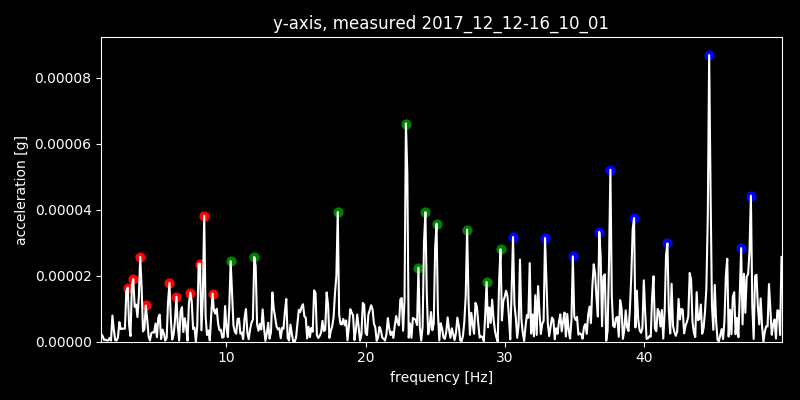 y-axis, measured 2017_12_12-16_10_01
0.00008
0.00006
0.00004
0.00002
0.00000
acceleration [g]
10 20 30 40
frequency [Hz]